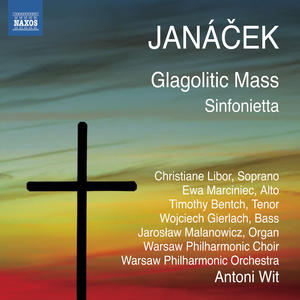 NAXOS
JANÁČEK
Glagolitic Mass
Sinfonietta
Christiane Libor, Soprano
Ewa Marciniec, Alto
Timothy Bentch, Tenor
Wojciech Gierlach, Bass
Jarosław Malanowicz, Organ
Warsaw Philharmonic Choir
Warsaw Philharmonic Orchestra
Antoni Wit